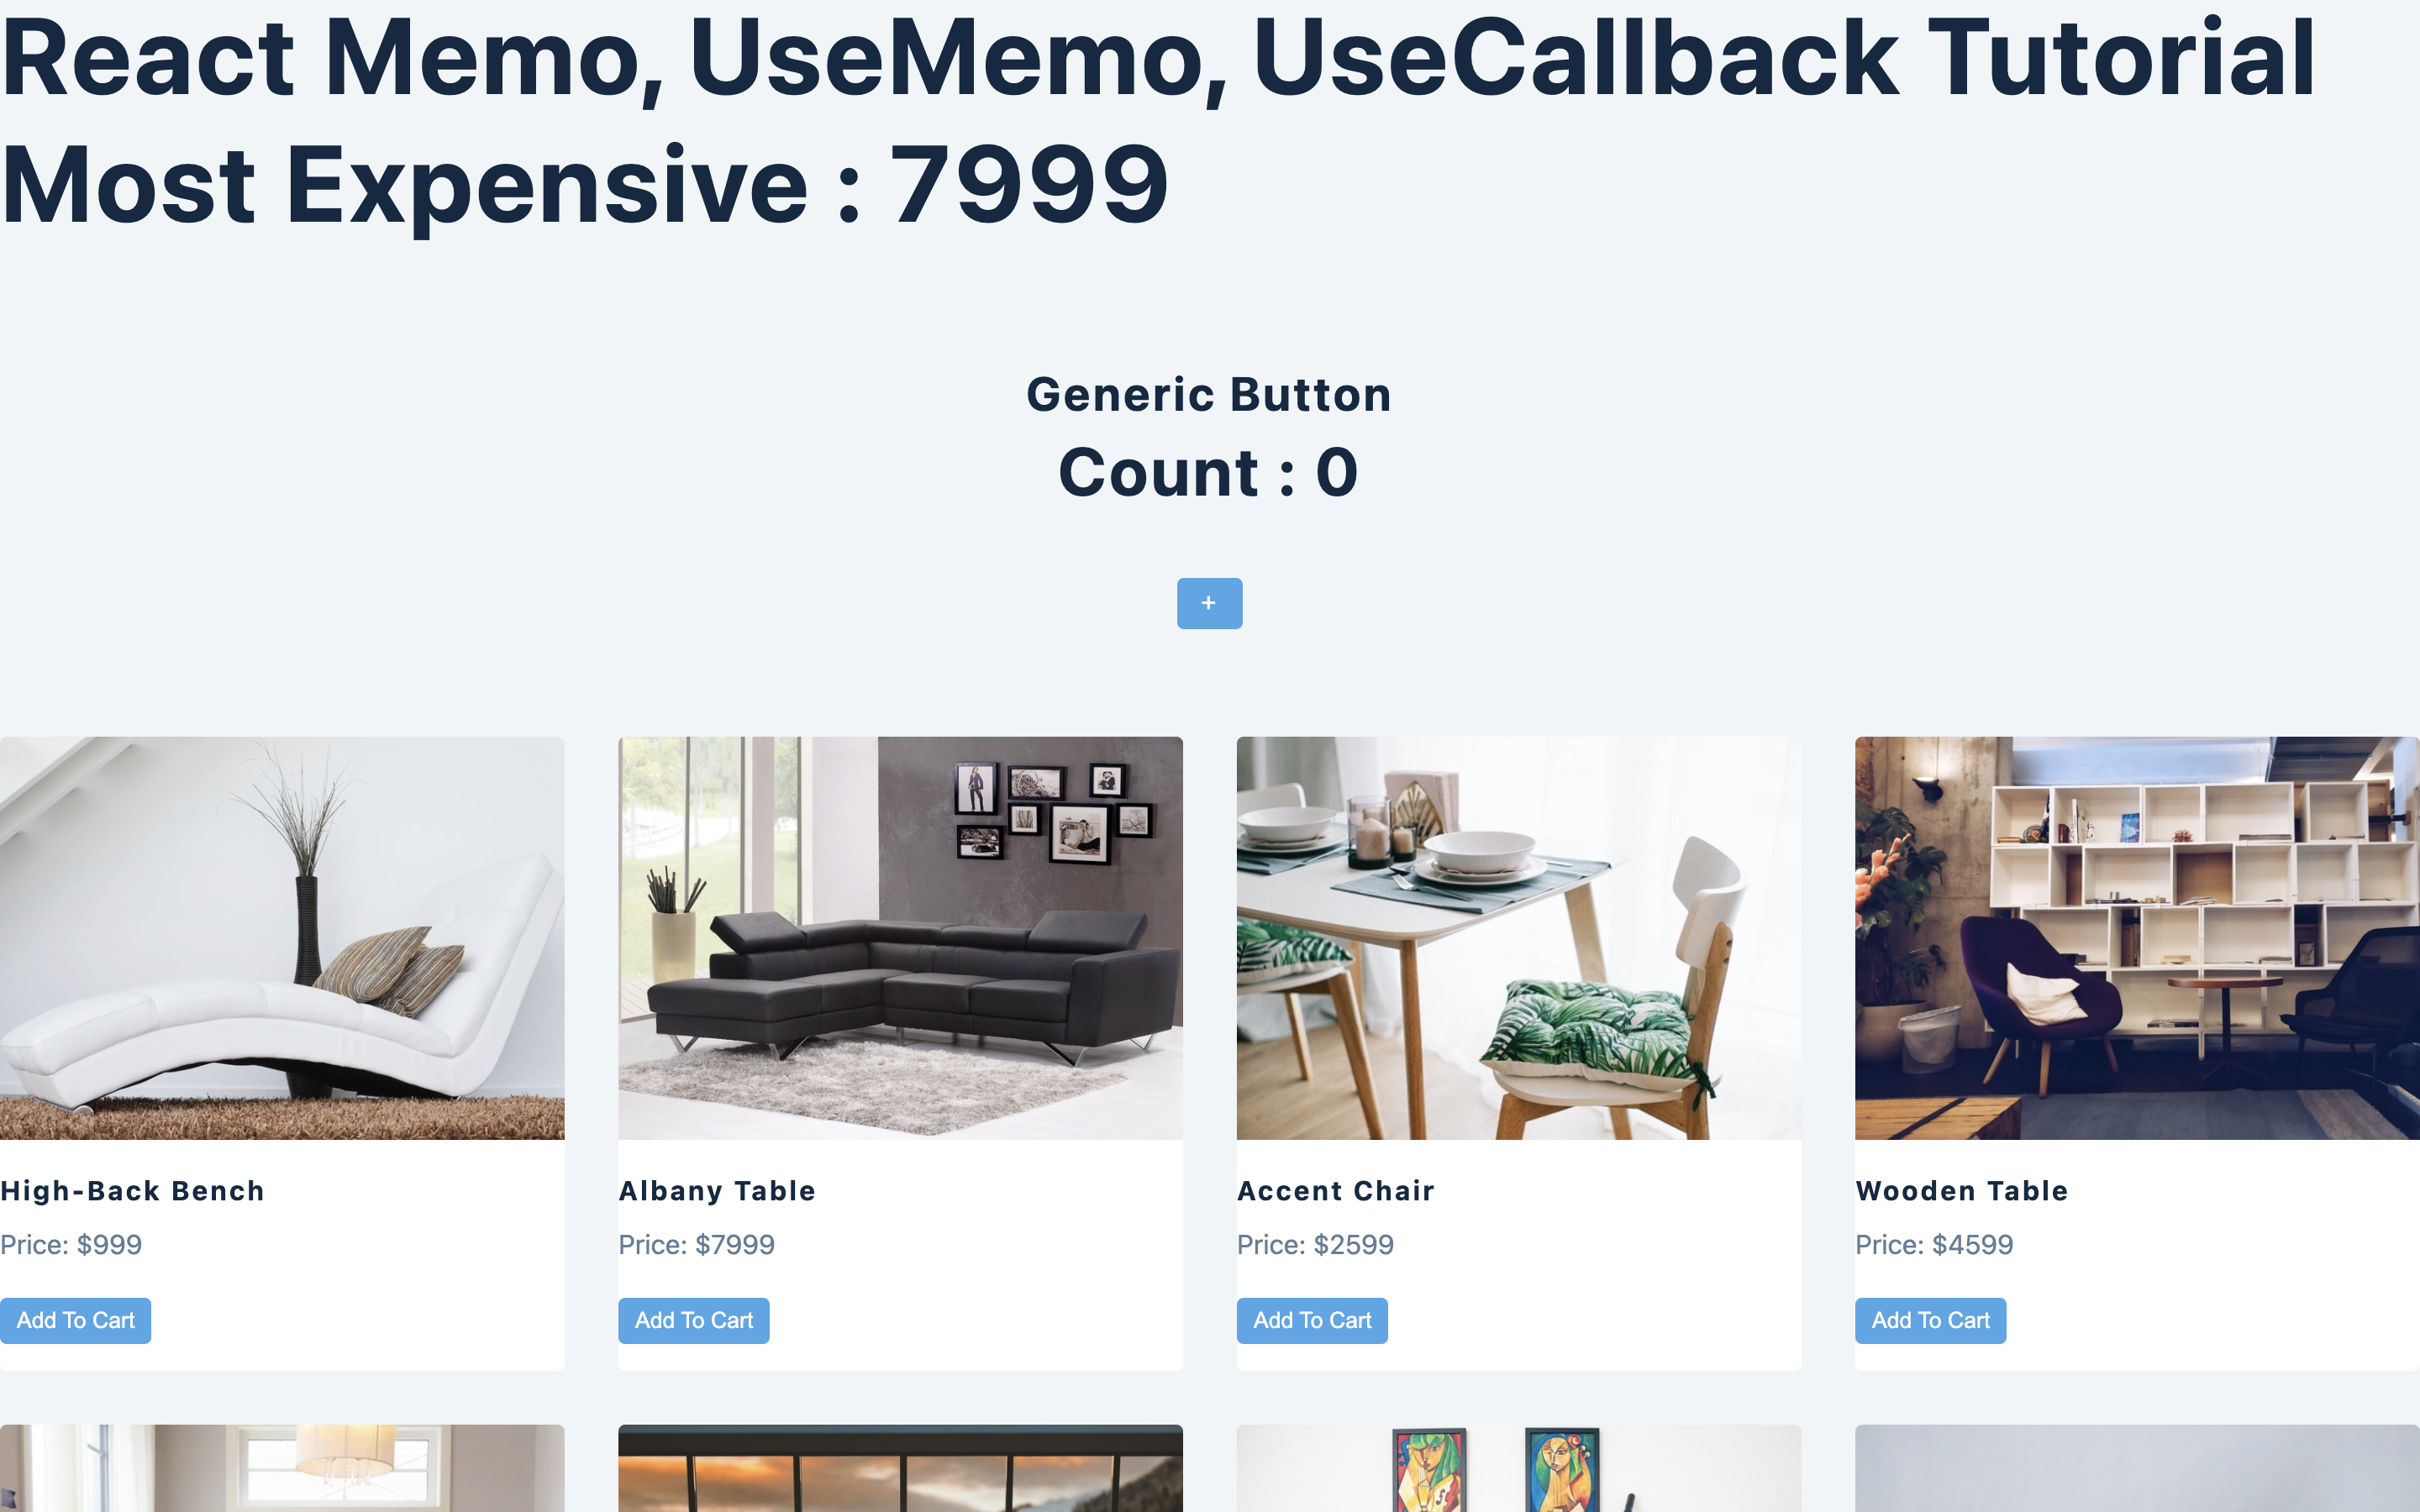 React Memo, UseMemo, UseCallback Tutorial
Most Expensive : 7999
Generic Button
Count : 0
+
High-Back Bench
Price: $999
Add To Cart
Albany Table
Price: $7999
Add To Cart
Accent Chair
Price: $2599
Add To Cart
Wooden Table
Price: $4599
Add To Cart